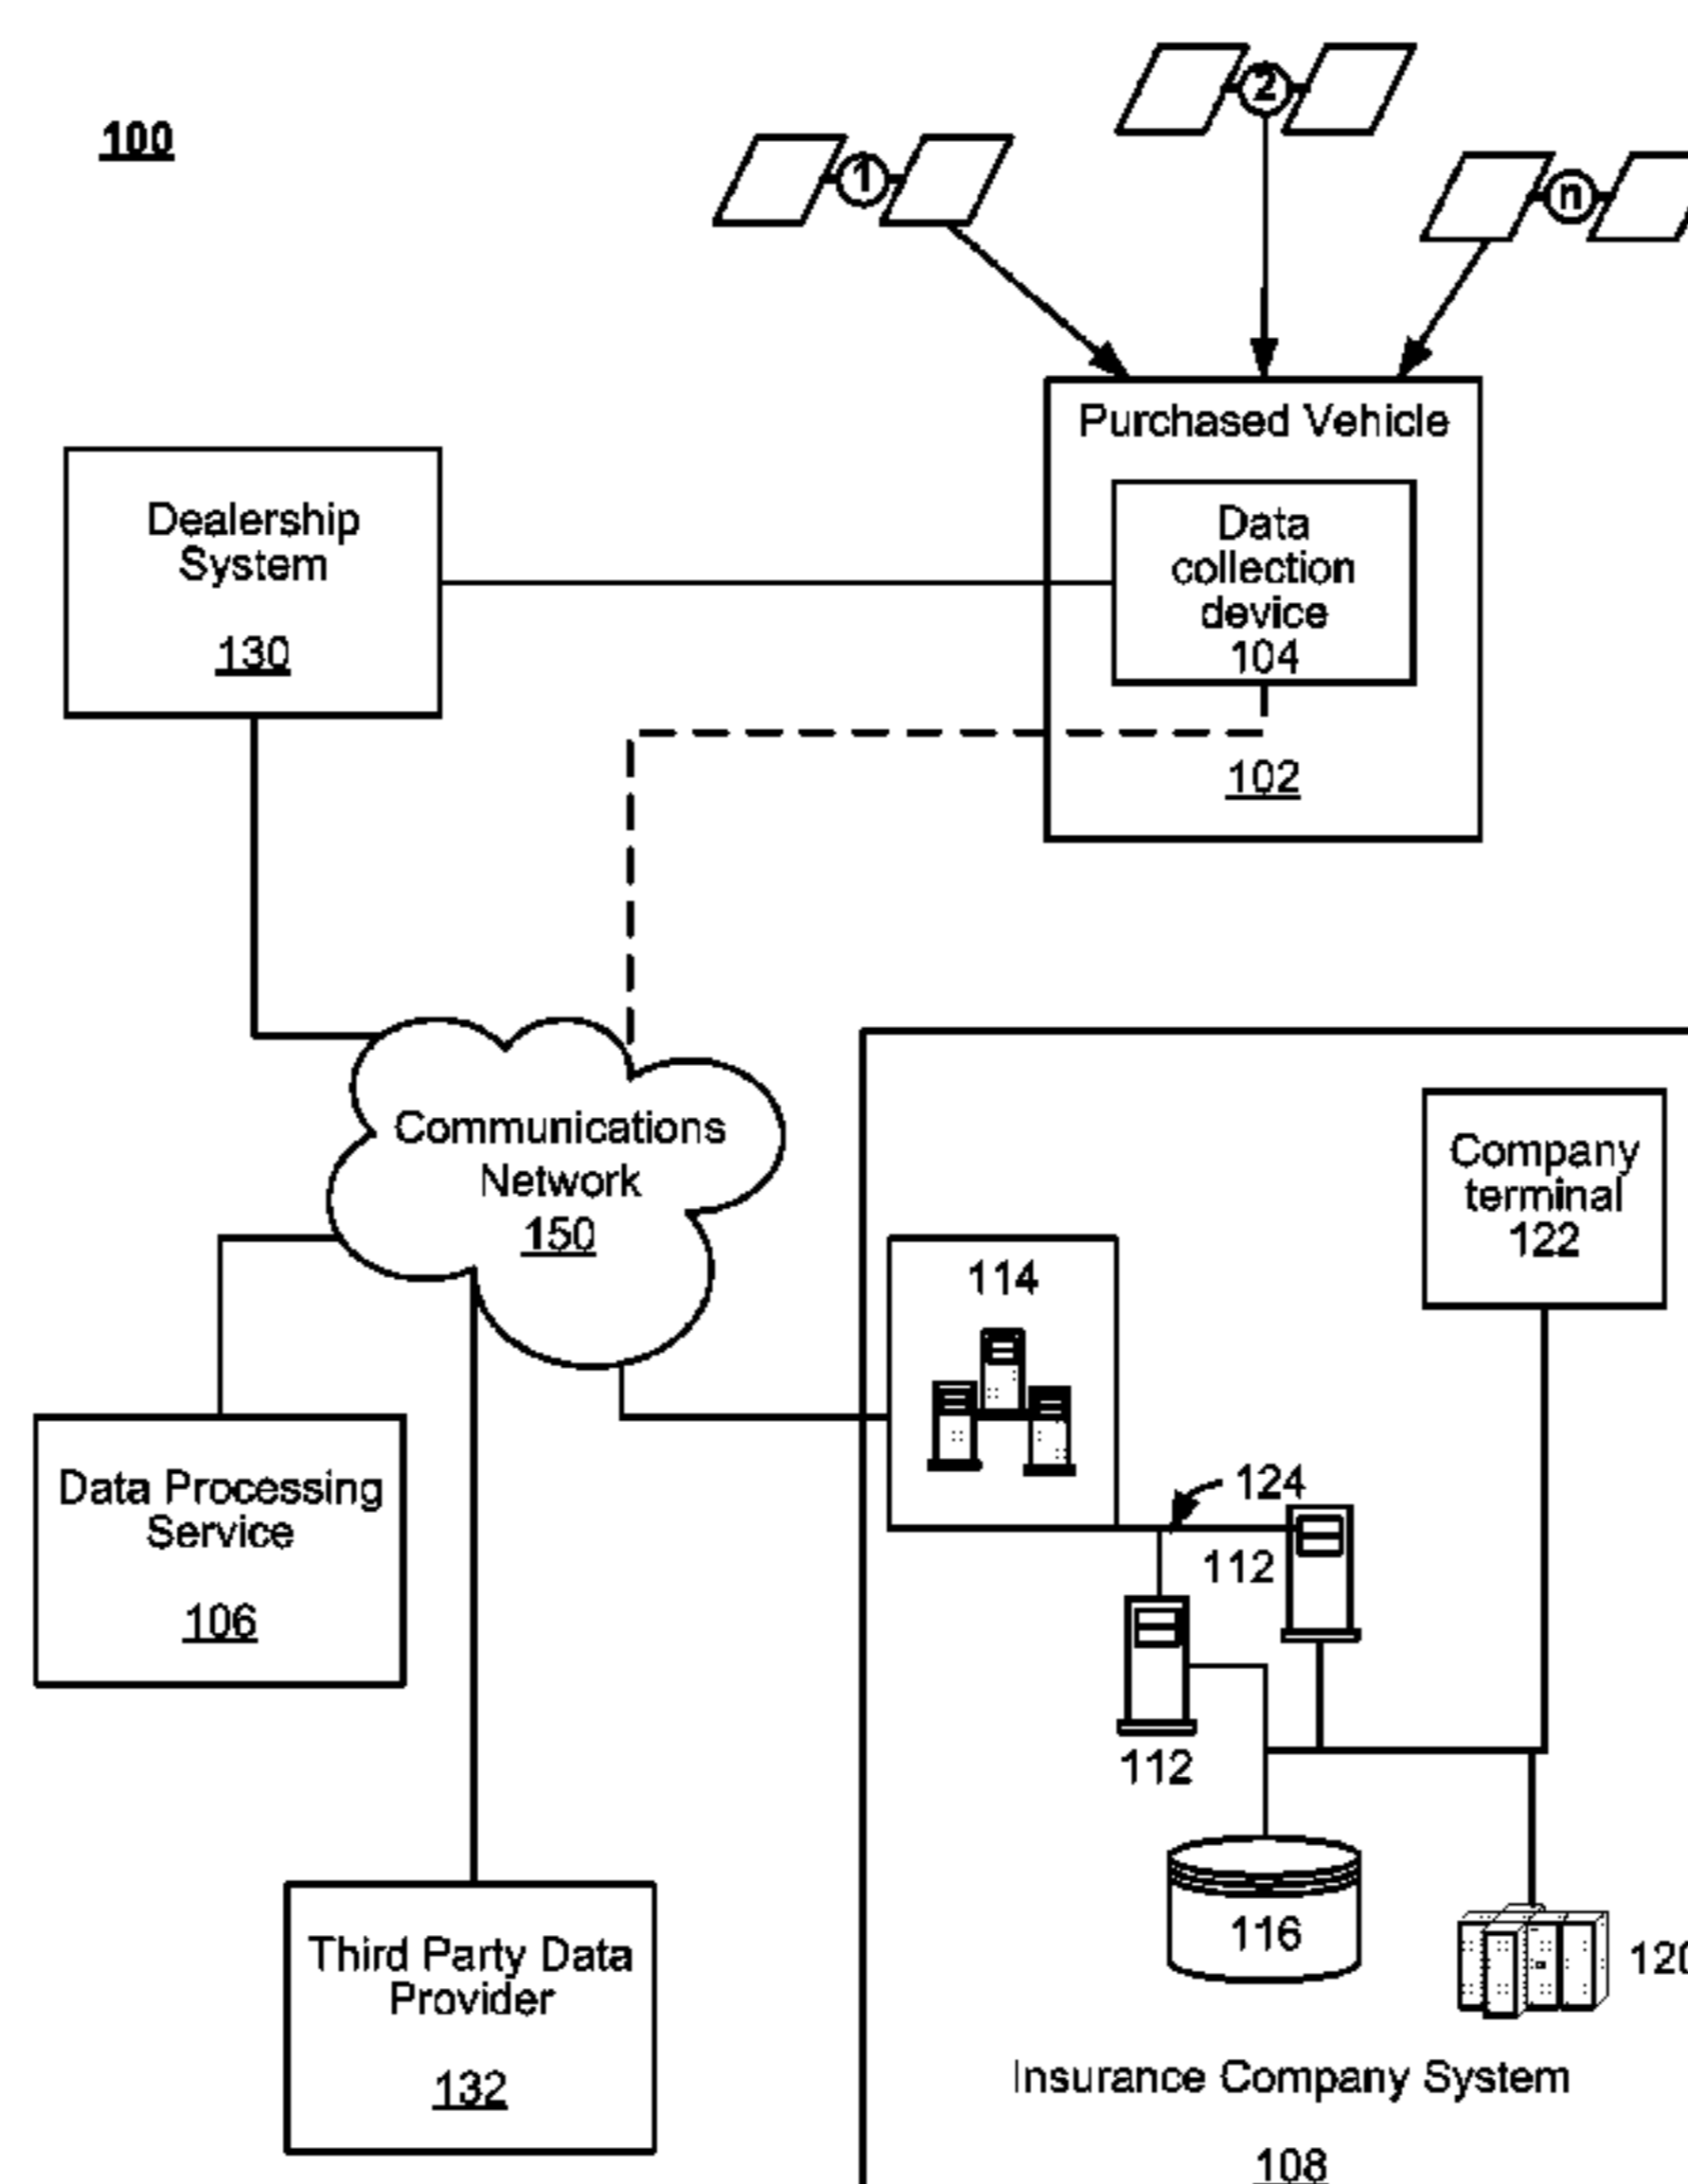 100
1
2
n
Purchased Vehicle
Data
collection
device
104
102
Dealership
System
130
Communications
Network
150
Company
terminal
122
114
124
112
112
Data Processing
Service
106
116
120
Third Party Data
Provider
132
Insurance Company System
108